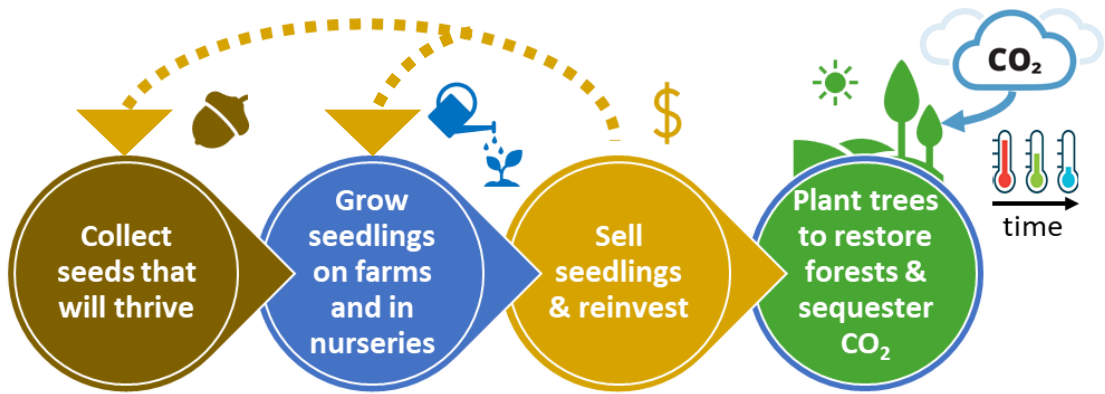 CO₂
$
time
Collect
seeds that
will thrive
Grow
seedlings
on farms
and in
nurseries
Sell
seedlings
& reinvest
Plant trees
to restore
forests &
sequester
CO₂